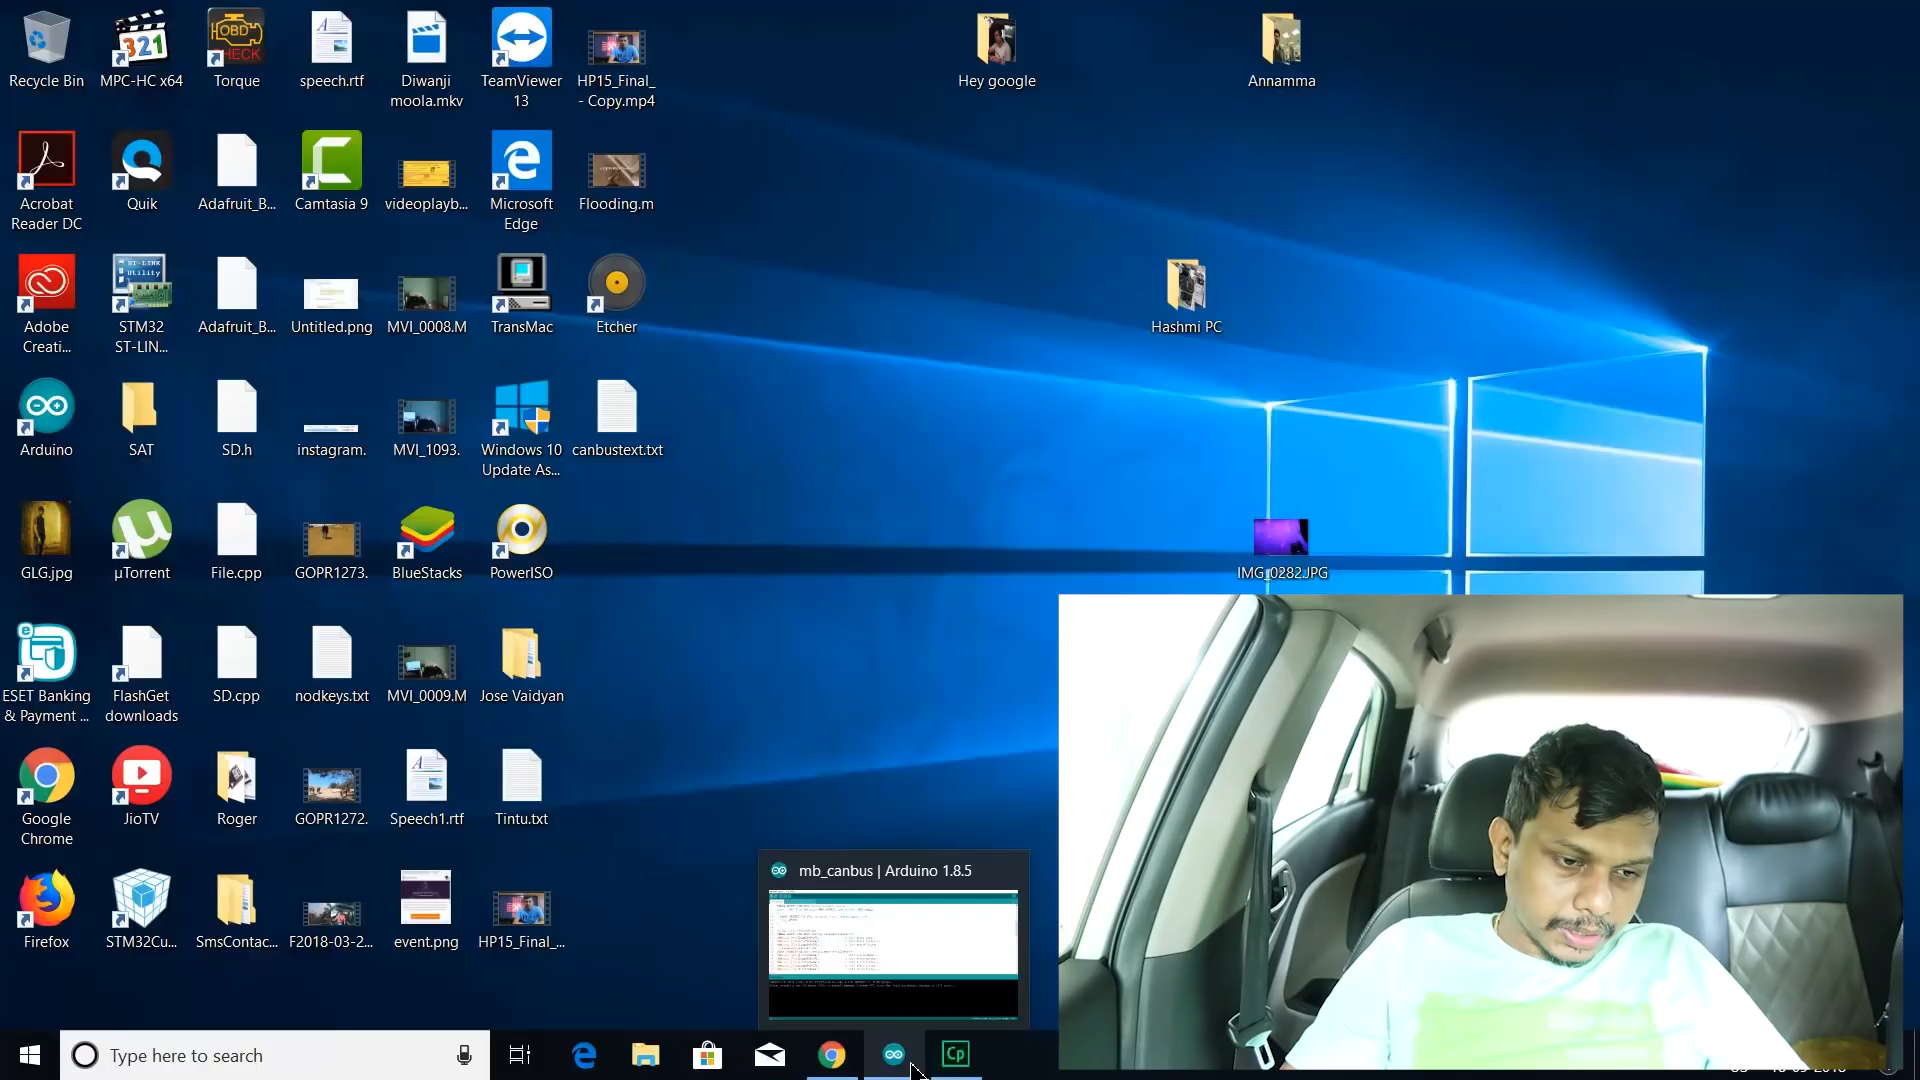 Recycle Bin
MPC-HC x64
Torque
speech.rtf
Diwanji
moola.mkv
TeamViewer
13
HP15_Final_
- Copy.mp4
Hey google
Annamma
Acrobat
Reader DC
Quik
Adafruit_B...
Camtasia 9
videoplayb...
Microsoft
Edge
Flooding.m
Adobe
Creati...
STM32
ST-LIN...
Adafruit_B...
Untitled.png
MVI_0008.M
TransMac
Etcher
Hashmi PC
Arduino
SAT
SD.h
instagram.
MVI_1093.
Windows 10
Update As...
canbustext.txt
GLG.jpg
µTorrent
File.cpp
GOPR1273.
BlueStacks
PowerISO
IMG_0282.JPG
ESET Banking
& Payment ...
FlashGet
downloads
SD.cpp
nodkeys.txt
MVI_0009.M
Jose Vaidyan
Google
Chrome
JioTV
Roger
GOPR1272.
Speech1.rtf
Tintu.txt
Firefox
STM32Cu...
SmsContac...
F2018-03-2...
event.png
HP15_Final_...
mb_canbus | Arduino 1.8.5
Type here to search
Cp